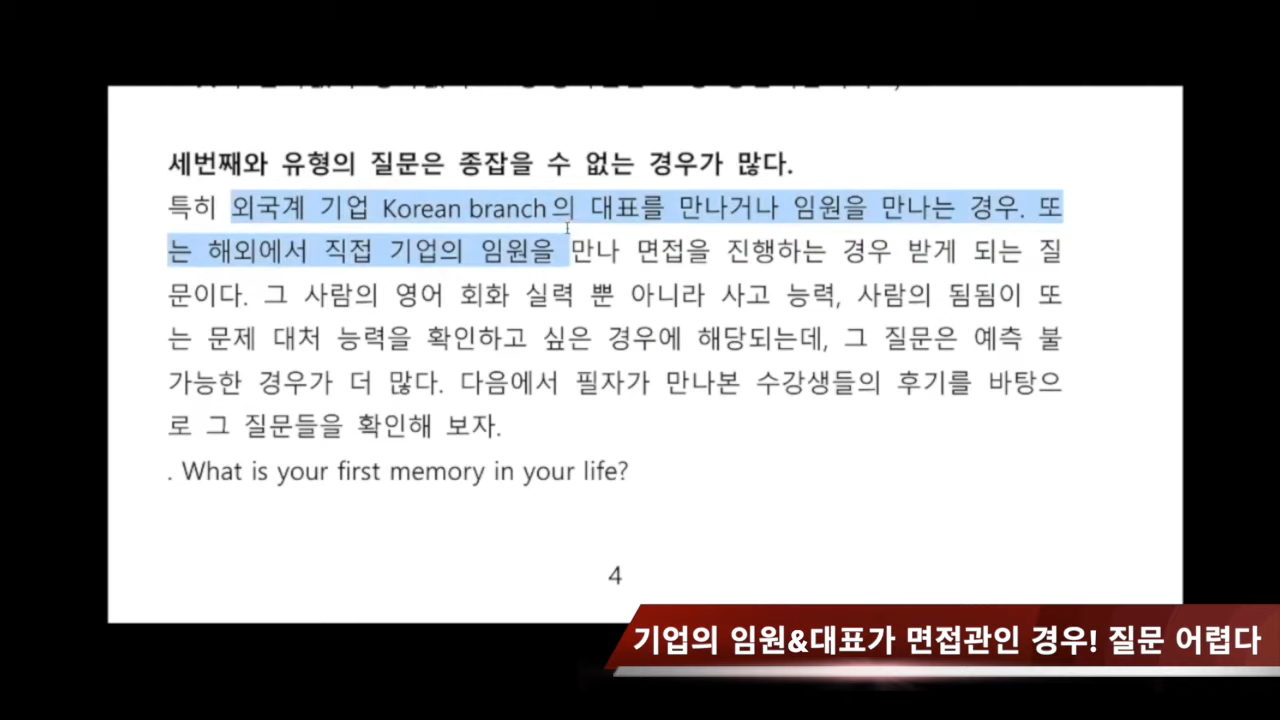 세번째와 유형의 질문은 종잡을 수 없는 경우가 많다.
특히 외국계 기업 Korean branch의 대표를 만나거나 임원을 만나는 경우. 또
는 해외에서 직접 기업의 임원을 만나 면접을 진행하는 경우 받게 되는 질
문이다. 그 사람의 영어 회화 실력 뿐 아니라 사고 능력, 사람의 됨됨이 또
는 문제 대처 능력을 확인하고 싶은 경우에 해당되는데, 그 질문은 예측 불
가능한 경우가 더 많다. 다음에서 필자가 만나본 수강생들의 후기를 바탕으
로 그 질문들을 확인해 보자.
. What is your first memory in your life?
4
기업의 임원&대표가 면접관인 경우! 질문 어렵다